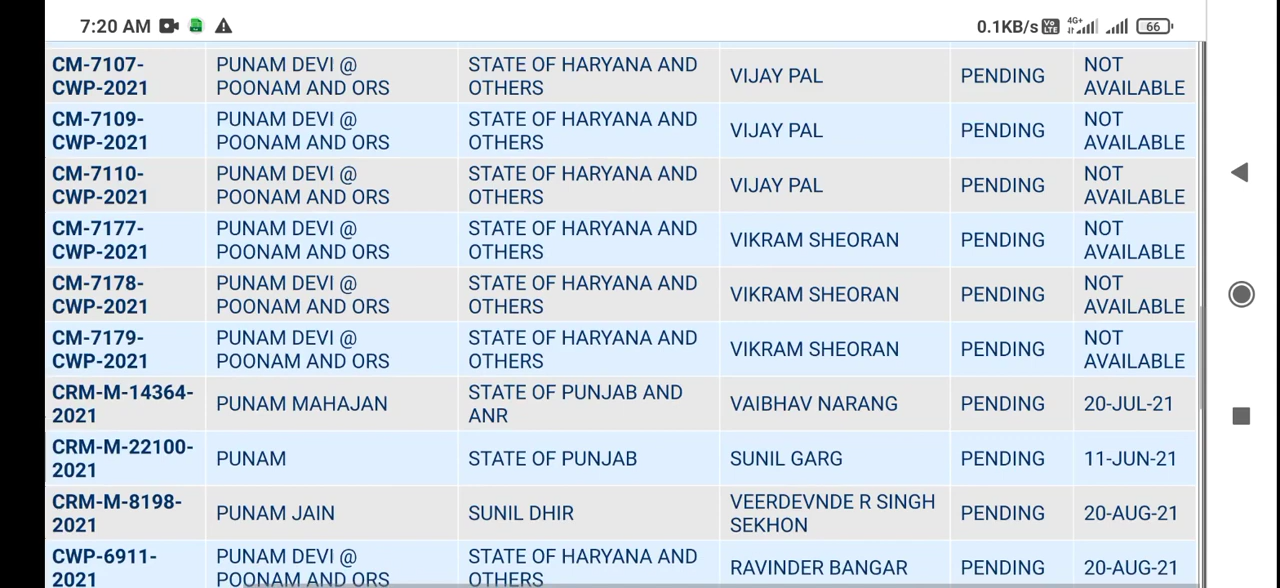 7:20 AM 0.1KB/s Vo LTE 4G+ 66
CM-7107- PUNAM DEVI @ STATE OF HARYANA AND VIJAY PAL PENDING NOT
CWP-2021 POONAM AND ORS OTHERS AVAILABLE
CM-7109- PUNAM DEVI @ STATE OF HARYANA AND VIJAY PAL PENDING NOT
CWP-2021 POONAM AND ORS OTHERS AVAILABLE
CM-7110- PUNAM DEVI @ STATE OF HARYANA AND VIJAY PAL PENDING NOT
CWP-2021 POONAM AND ORS OTHERS AVAILABLE
CM-7177- PUNAM DEVI @ STATE OF HARYANA AND VIKRAM SHEORAN PENDING NOT
CWP-2021 POONAM AND ORS OTHERS AVAILABLE
CM-7178- PUNAM DEVI @ STATE OF HARYANA AND VIKRAM SHEORAN PENDING NOT
CWP-2021 POONAM AND ORS OTHERS AVAILABLE
CM-7179- PUNAM DEVI @ STATE OF HARYANA AND VIKRAM SHEORAN PENDING NOT
CWP-2021 POONAM AND ORS OTHERS AVAILABLE
CRM-M-14364- PUNAM MAHAJAN STATE OF PUNJAB AND VAIBHAV NARANG PENDING 20-JUL-21
2021 ANR
CRM-M-22100- PUNAM STATE OF PUNJAB SUNIL GARG PENDING 11-JUN-21
2021
CRM-M-8198- PUNAM JAIN SUNIL DHIR VEERDEVNDE R SINGH PENDING 20-AUG-21
2021 SEKHON
CWP-6911- PUNAM DEVI @ STATE OF HARYANA AND RAVINDER BANGAR PENDING 20-AUG-21
2021 POONAM AND ORS OTHERS